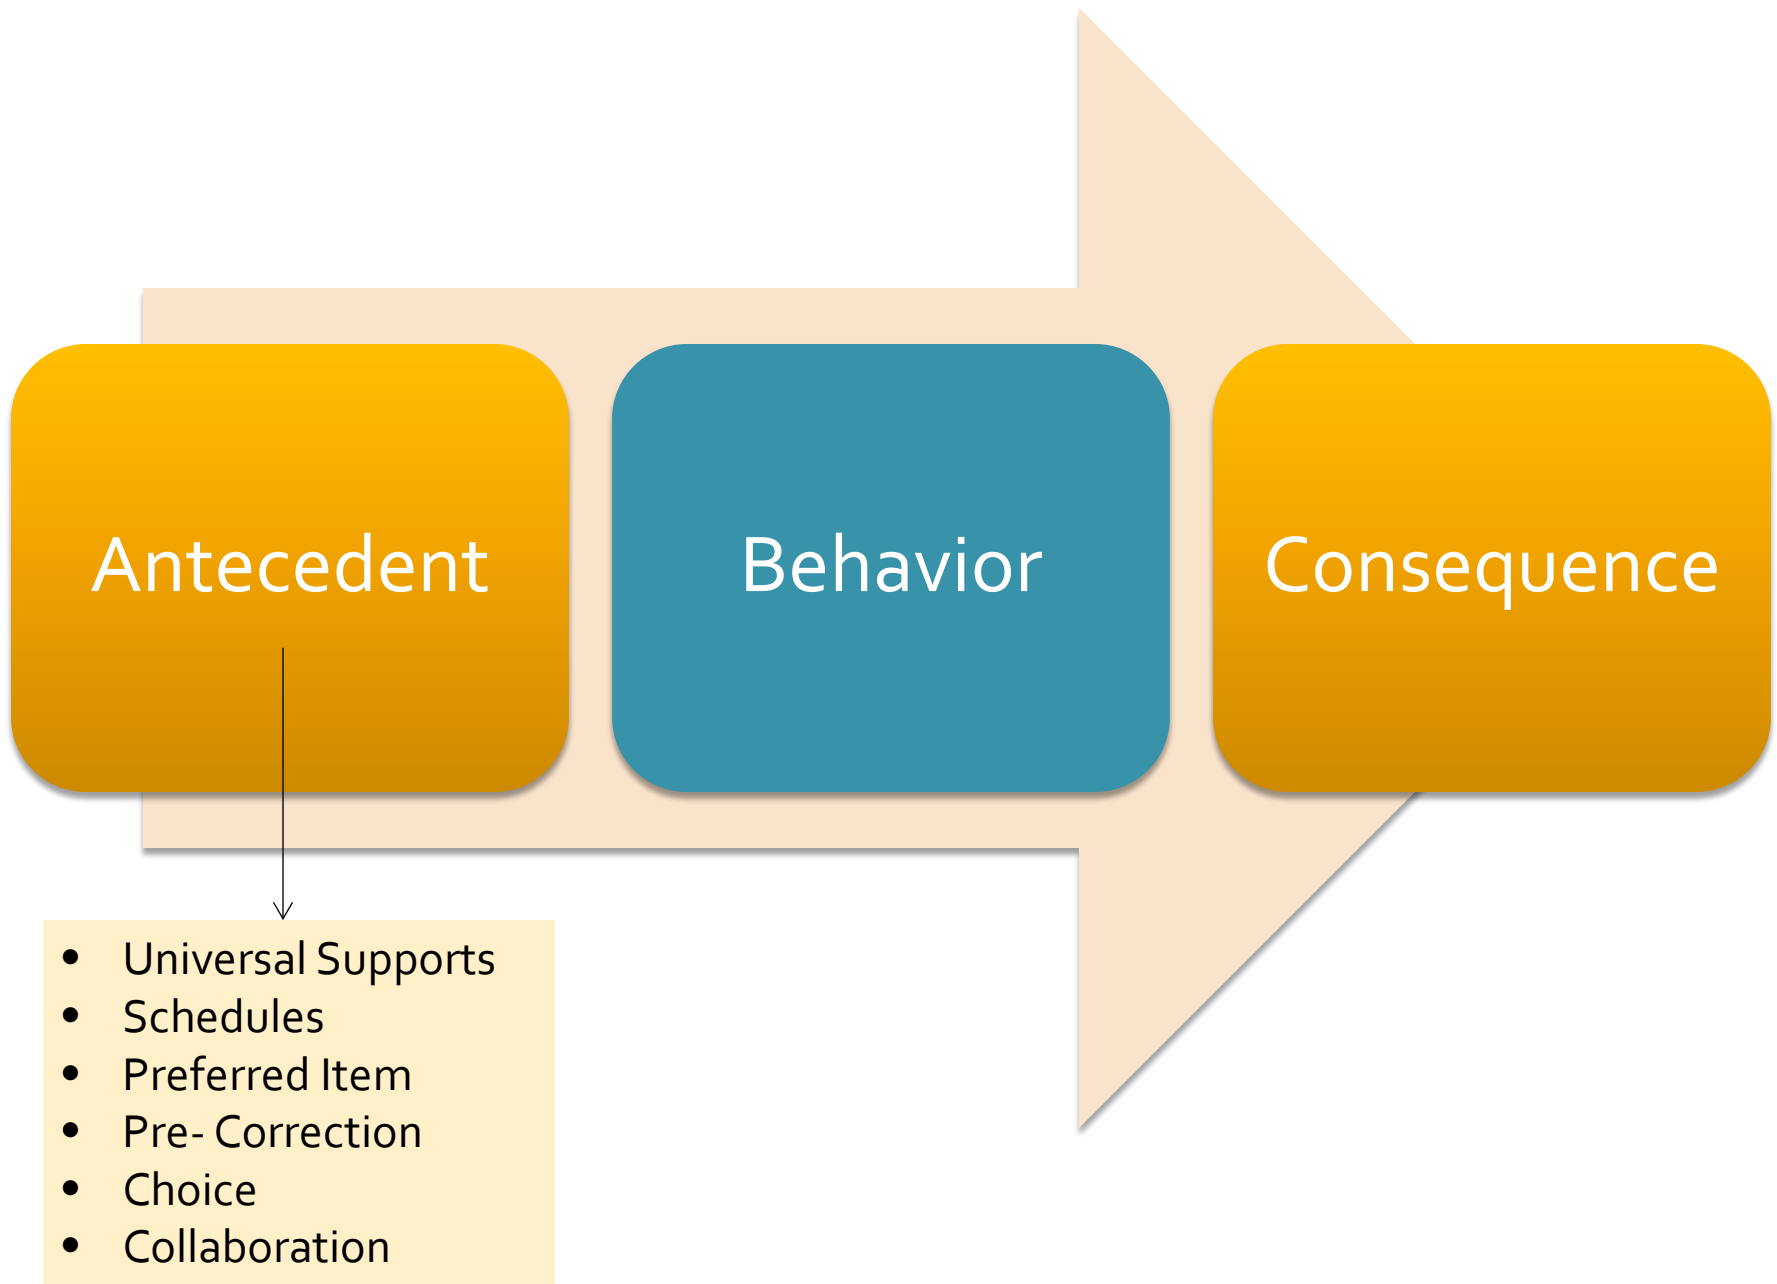 Antecedent
Behavior
Consequence
• Universal Supports
• Schedules
• Preferred Item
• Pre- Correction
• Choice
• Collaboration